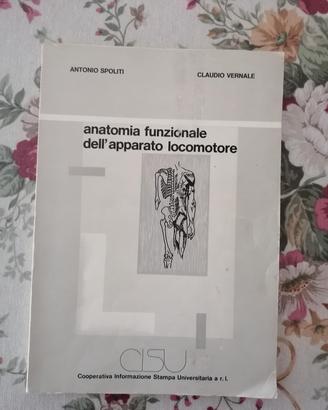 ANTONIO SPOLITI
CLAUDIO VERNALE
anatomia funzionale
dell'apparato locomotore
CISU
Cooperativa Informazione Stampa Universitaria a r. l.